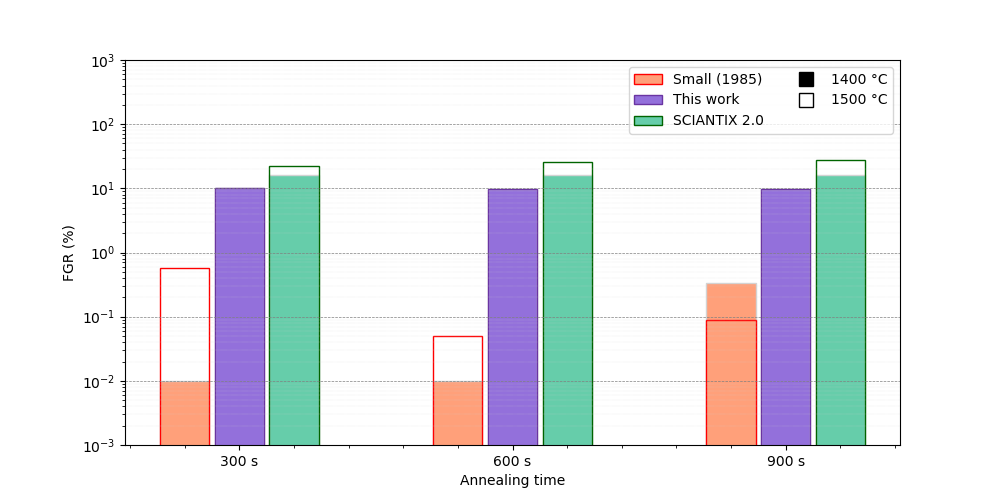 Small (1985)
This work
SCIANTIX 2.0
1400 °C
1500 °C
FGR (%)
10³
10²
10¹
10⁰
10⁻¹
10⁻²
10⁻³
300 s
600 s
900 s
Annealing time